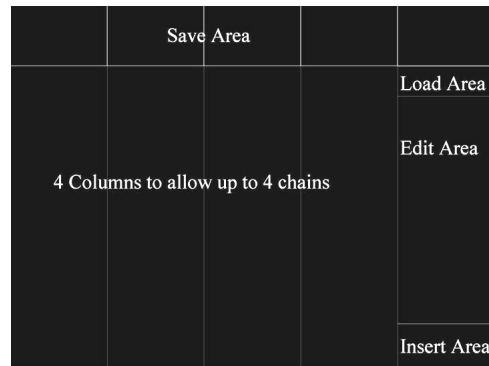 Save Area
Load Area
Edit Area
4 Columns to allow up to 4 chains
Insert Area